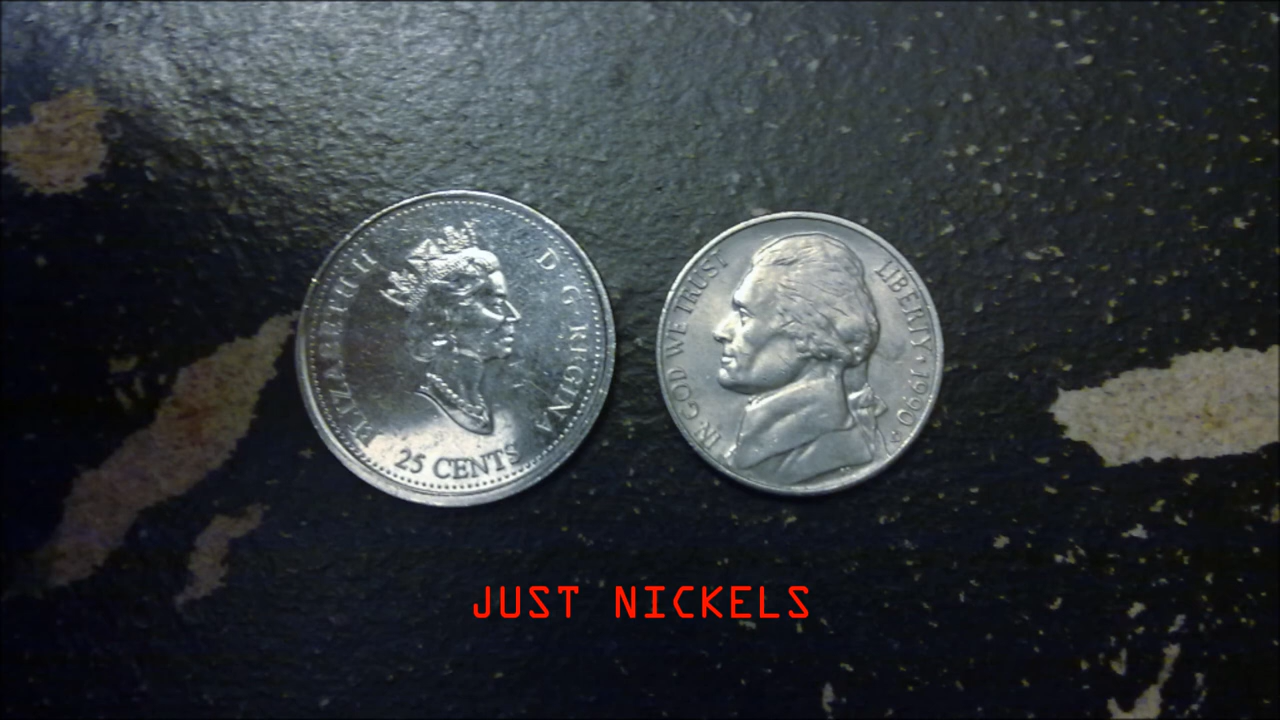 ELIZABETH II D·G·REGINA
25 CENTS
IN GOD WE TRUST LIBERTY · 1990
P
JUST NICKELS